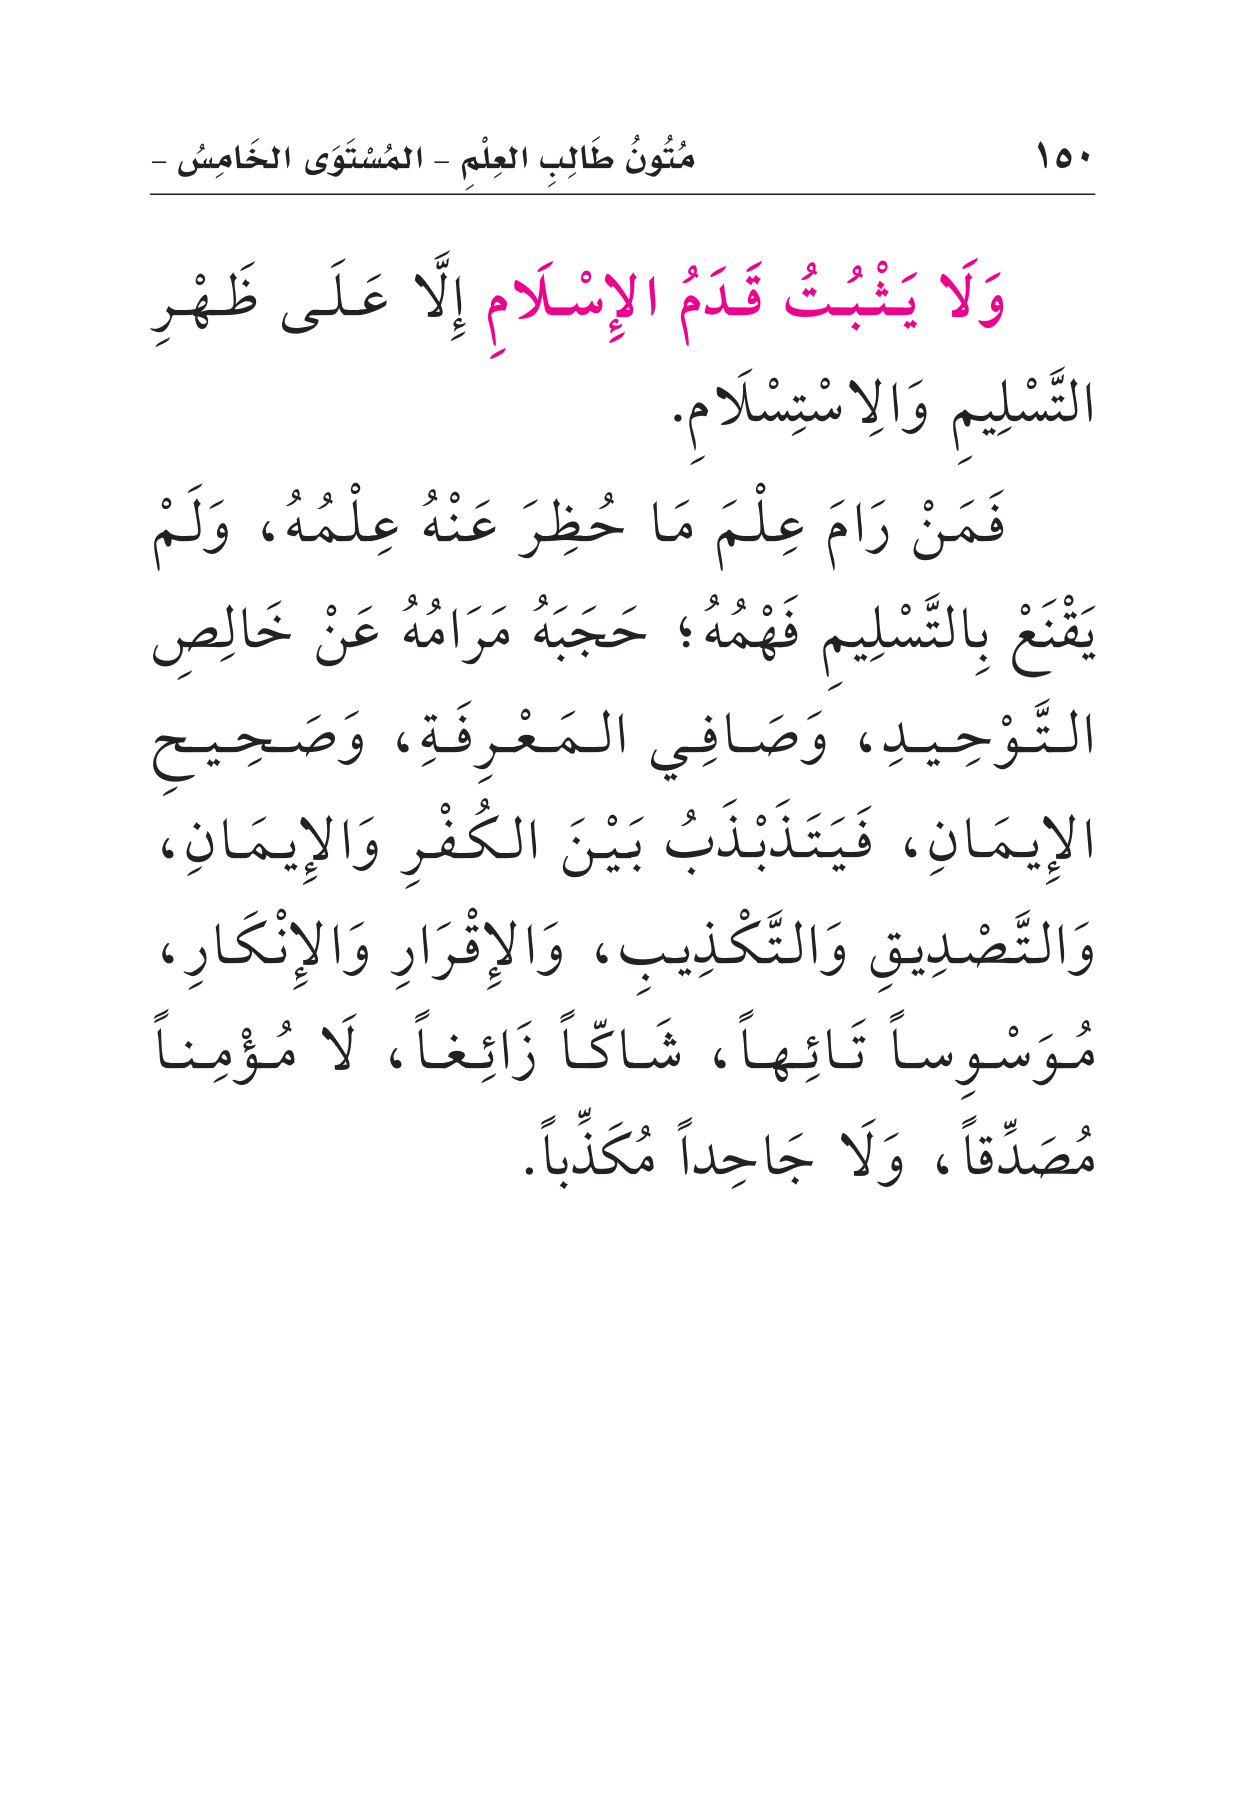 ١٥٠ مُتُونُ طَالِبِ العِلْمِ – المُسْتَوَى الخَامِسُ –
وَلَا يَثْبُتُ قَدَمُ الإِسْلَامِ إِلَّا عَلَى ظَهْرِ
التَّسْلِيمِ وَالِاسْتِسْلَامِ.
فَمَنْ رَامَ عِلْمَ مَا حُظِرَ عَنْهُ عِلْمُهُ، وَلَمْ
يَقْنَعْ بِالتَّسْلِيمِ فَهْمُهُ؛ حَجَبَهُ مَرَامُهُ عَنْ خَالِصِ
التَّوْحِيدِ، وَصَافِي المَعْرِفَةِ، وَصَحِيحِ
الإِيمَانِ، فَيَتَذَبْذَبُ بَيْنَ الكُفْرِ وَالإِيمَانِ،
وَالتَّصْدِيقِ وَالتَّكْذِيبِ، وَالإِقْرَارِ وَالإِنْكَارِ،
مُوَسْوِساً تَائِهاً، شَاكّاً زَائِغاً، لَا مُؤْمِناً
مُصَدِّقاً، وَلَا جَاحِداً مُكَذِّباً.